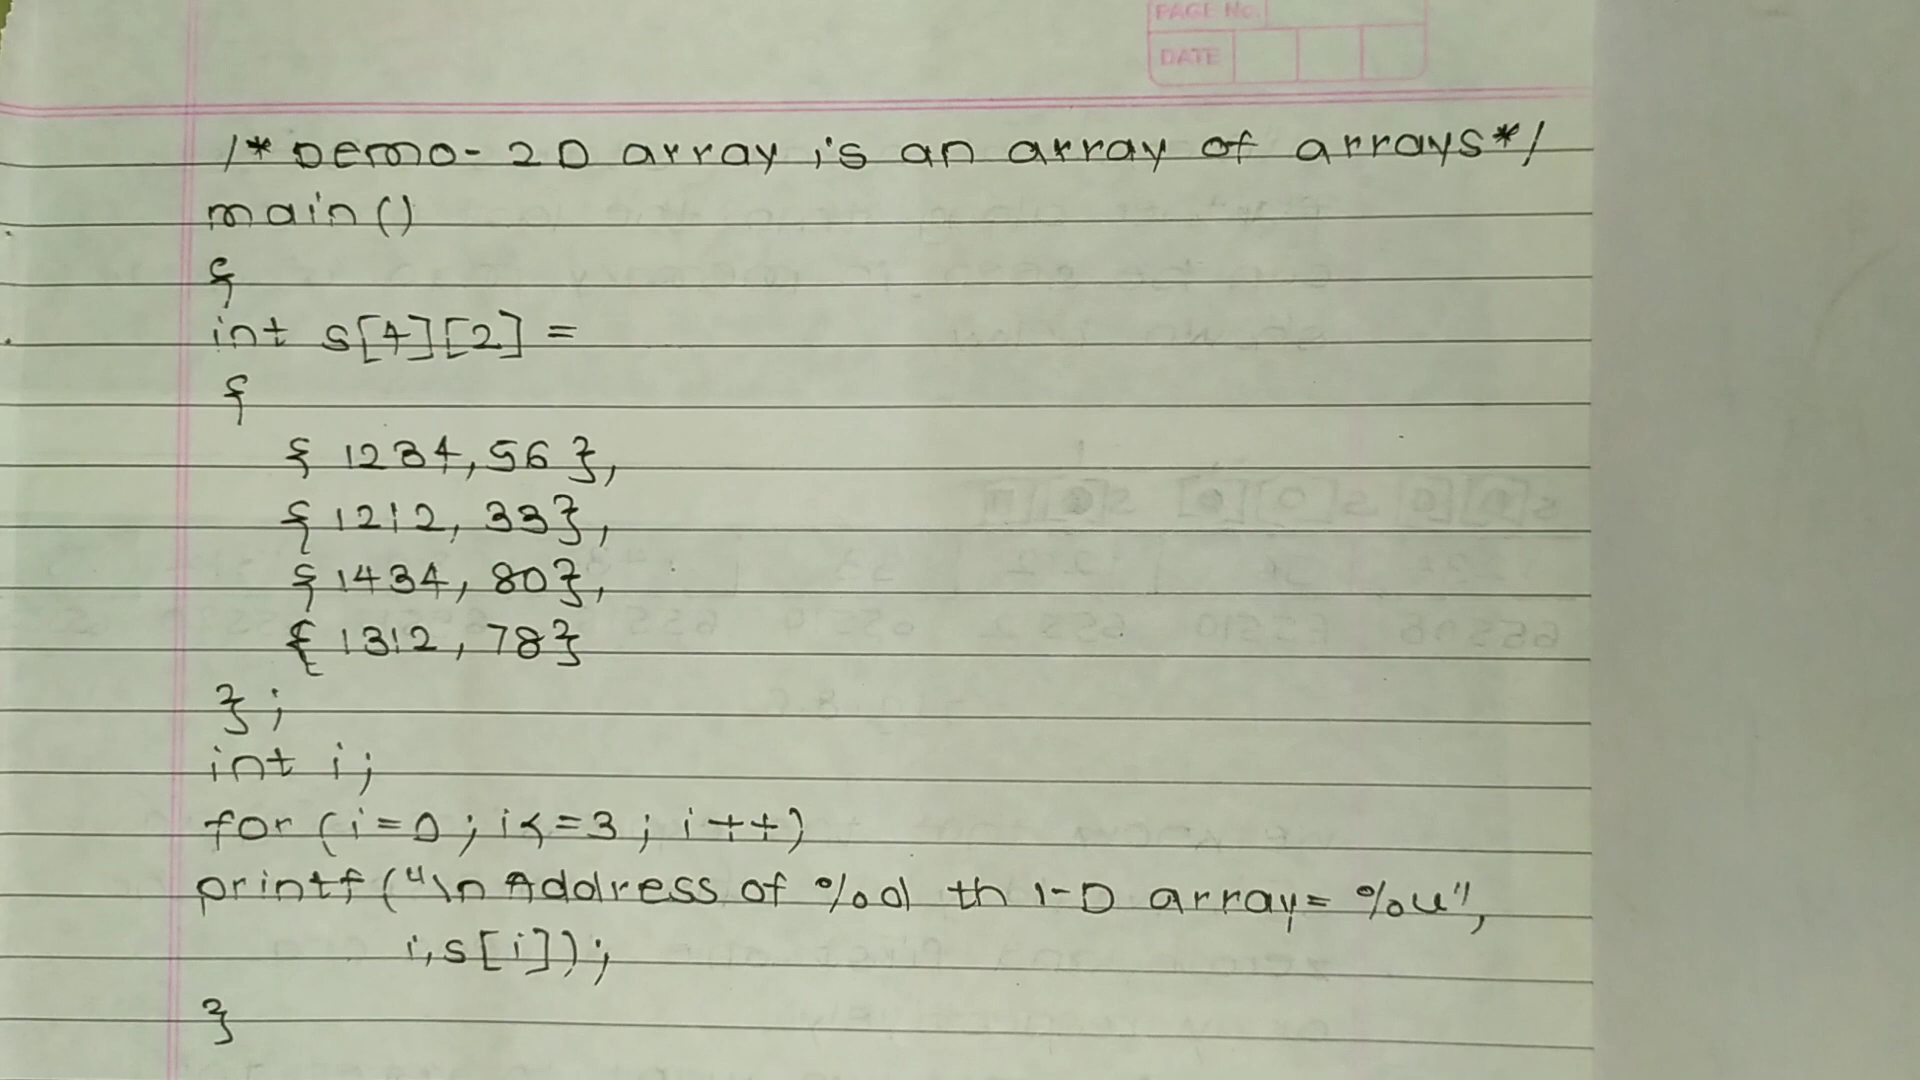 PAGE No.
DATE
/* Demo- 2D array is an array of arrays*/
main()
{
int s[4][2] =
{
{ 1234, 56 },
{ 1212, 33},
{ 1434, 80},
{ 1312, 78}
};
int i;
for (i=0; i<=3; i++)
printf("\n Address of %d th 1-D array= %u",
i,s[i]);
}